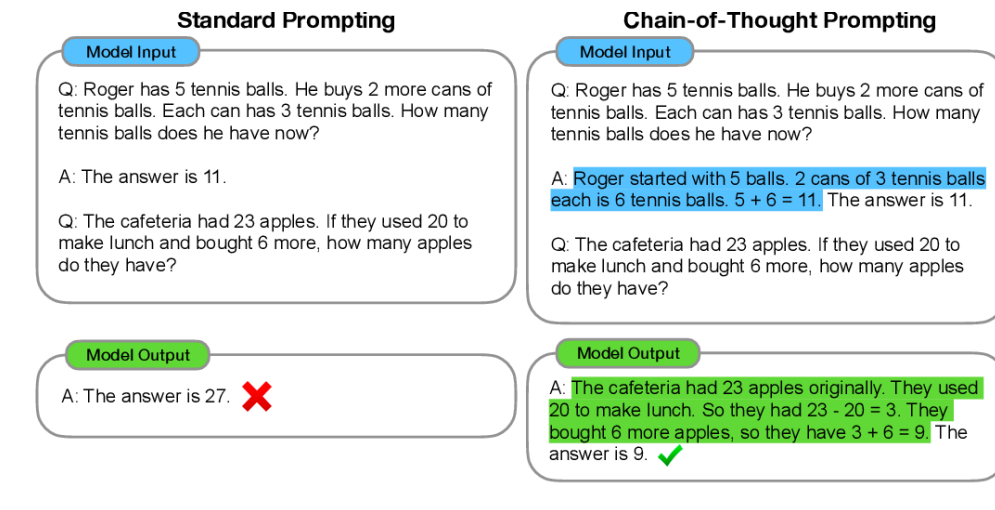 Standard Prompting
Model Input
Q: Roger has 5 tennis balls. He buys 2 more cans of
tennis balls. Each can has 3 tennis balls. How many
tennis balls does he have now?
A: The answer is 11.
Q: The cafeteria had 23 apples. If they used 20 to
make lunch and bought 6 more, how many apples
do they have?
Model Output
A: The answer is 27.
Chain-of-Thought Prompting
Model Input
Q: Roger has 5 tennis balls. He buys 2 more cans of
tennis balls. Each can has 3 tennis balls. How many
tennis balls does he have now?
A: Roger started with 5 balls. 2 cans of 3 tennis balls
each is 6 tennis balls. 5 + 6 = 11. The answer is 11.
Q: The cafeteria had 23 apples. If they used 20 to
make lunch and bought 6 more, how many apples
do they have?
Model Output
A: The cafeteria had 23 apples originally. They used
20 to make lunch. So they had 23 - 20 = 3. They
bought 6 more apples, so they have 3 + 6 = 9. The
answer is 9.